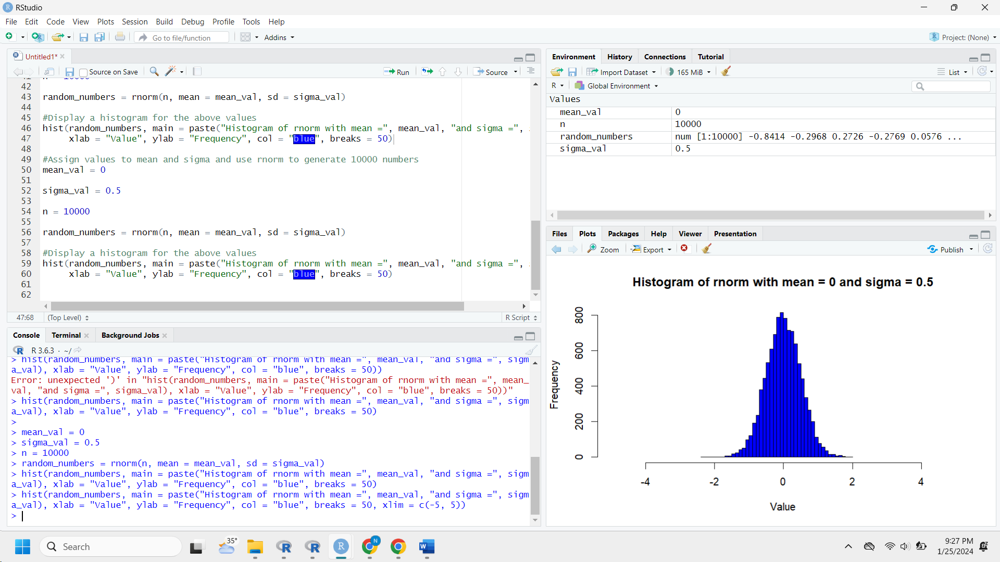 RStudio
File Edit Code View Plots Session Build Debug Profile Tools Help
Go to file/function Addins Project: (None)
Untitled1*
Source on Save Run Source
42
43 random_numbers = rnorm(n, mean = mean_val, sd = sigma_val)
44
45 #Display a histogram for the above values
46 hist(random_numbers, main = paste("Histogram of rnorm with mean =", mean_val, "and sigma =",
47 xlab = "Value", ylab = "Frequency", col = "blue", breaks = 50)
48
49 #Assign values to mean and sigma and use rnorm to generate 10000 numbers
50 mean_val = 0
51
52 sigma_val = 0.5
53
54 n = 10000
55
56 random_numbers = rnorm(n, mean = mean_val, sd = sigma_val)
57
58 #Display a histogram for the above values
59 hist(random_numbers, main = paste("Histogram of rnorm with mean =", mean_val, "and sigma =",
60 xlab = "Value", ylab = "Frequency", col = "blue", breaks = 50)
61
62
47:68 (Top Level) R Script
Console Terminal Background Jobs
R 3.6.3 · ~/
> hist(random_numbers, main = paste("Histogram of rnorm with mean =", mean_val, "and sigma =", sigm
a_val), xlab = "Value", ylab = "Frequency", col = "blue", breaks = 50))
Error: unexpected ')' in "hist(random_numbers, main = paste("Histogram of rnorm with mean =", mean_
val, "and sigma =", sigma_val), xlab = "Value", ylab = "Frequency", col = "blue", breaks = 50))"
> hist(random_numbers, main = paste("Histogram of rnorm with mean =", mean_val, "and sigma =", sigm
a_val), xlab = "Value", ylab = "Frequency", col = "blue", breaks = 50)
>
> mean_val = 0
> sigma_val = 0.5
> n = 10000
> random_numbers = rnorm(n, mean = mean_val, sd = sigma_val)
> hist(random_numbers, main = paste("Histogram of rnorm with mean =", mean_val, "and sigma =", sigm
a_val), xlab = "Value", ylab = "Frequency", col = "blue", breaks = 50)
> hist(random_numbers, main = paste("Histogram of rnorm with mean =", mean_val, "and sigma =", sigm
a_val), xlab = "Value", ylab = "Frequency", col = "blue", breaks = 50, xlim = c(-5, 5))
>
Environment History Connections Tutorial
Import Dataset 165 MiB List
R Global Environment
Values
mean_val 0
n 10000
random_numbers num [1:10000] -0.8414 -0.2968 0.2726 -0.2769 0.0576 ...
sigma_val 0.5
Files Plots Packages Help Viewer Presentation
Zoom Export Publish
Histogram of rnorm with mean = 0 and sigma = 0.5
Frequency
800
600
400
200
0
-4 -2 0 2 4
Value
Search 35° N 9:27 PM
1/25/2024